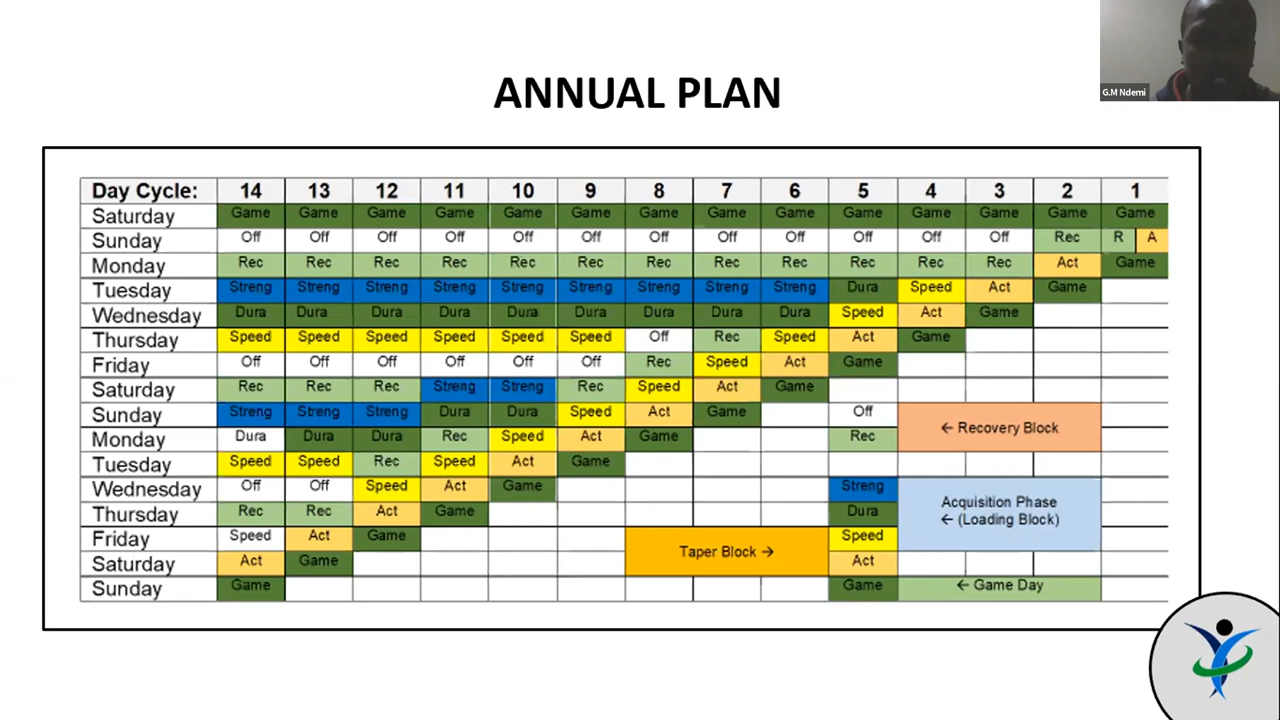 G.M Ndemi
ANNUAL PLAN
Day Cycle: 14 13 12 11 10 9 8 7 6 5 4 3 2 1
Saturday Game Game Game Game Game Game Game Game Game Game Game Game Game Game
Sunday Off Off Off Off Off Off Off Off Off Off Off Off Rec R A
Monday Rec Rec Rec Rec Rec Rec Rec Rec Rec Rec Rec Rec Act Game
Tuesday Streng Streng Streng Streng Streng Streng Streng Streng Streng Dura Speed Act Game
Wednesday Dura Dura Dura Dura Dura Dura Dura Dura Dura Speed Act Game
Thursday Speed Speed Speed Speed Speed Speed Off Rec Speed Act Game
Friday Off Off Off Off Off Off Rec Speed Act Game
Saturday Rec Rec Rec Streng Streng Rec Speed Act Game
Sunday Streng Streng Streng Dura Dura Speed Act Game Off
← Recovery Block
Monday Dura Dura Dura Rec Speed Act Game Rec
Tuesday Speed Speed Rec Speed Act Game
Wednesday Off Off Speed Act Game Streng Acquisition Phase
Thursday Rec Rec Act Game Dura ← (Loading Block)
Friday Speed Act Game Taper Block → Speed
Saturday Act Game Act
Sunday Game Game ← Game Day